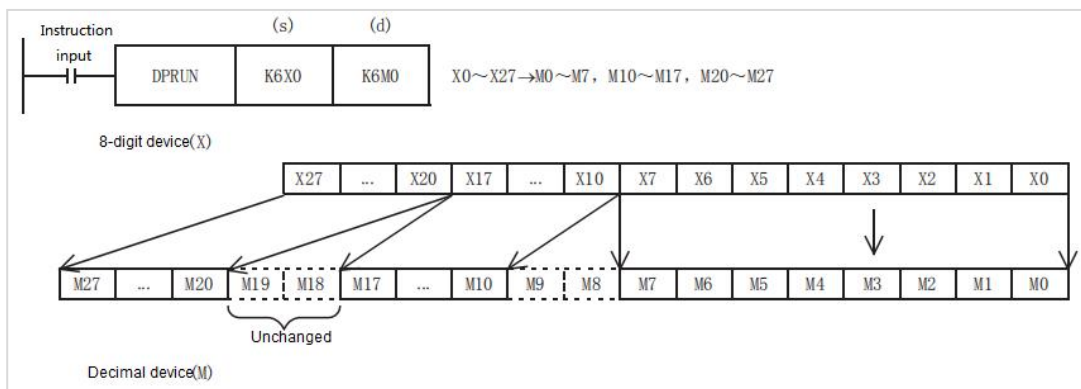 Instruction input
(s)
(d)
DPRUN
K6X0
K6M0
X0～X27→M0～M7, M10～M17, M20～M27
8-digit device(X)
X27 ... X20 X17 ... X10 X7 X6 X5 X4 X3 X2 X1 X0
M27 ... M20 M19 M18 M17 ... M10 M9 M8 M7 M6 M5 M4 M3 M2 M1 M0
Unchanged
Decimal device(M)